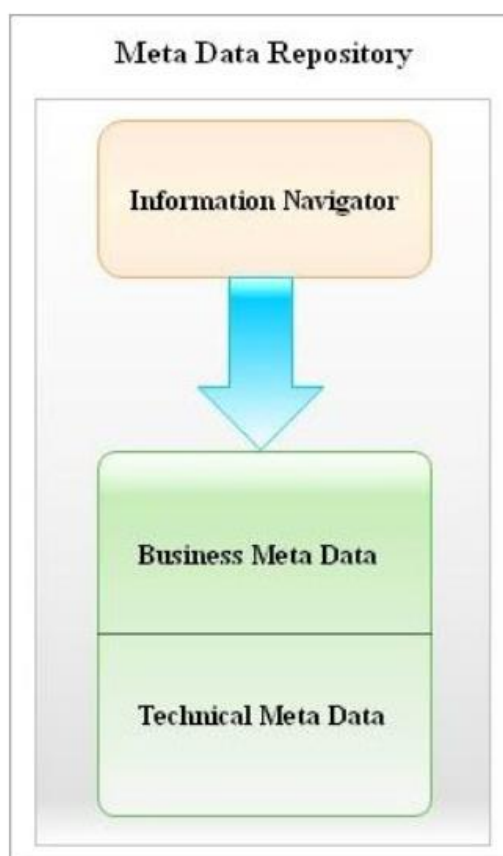 Meta Data Repository
Information Navigator
Business Meta Data
Technical Meta Data